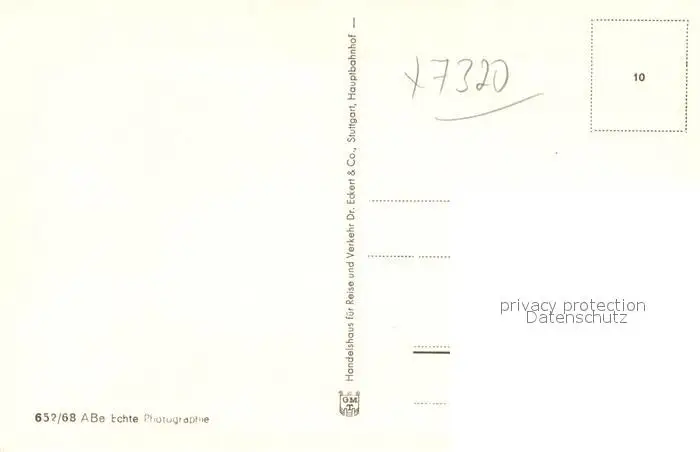 X7320
10
Handelshaus für Reise und Verkehr Dr. Eckert & Co., Stuttgart, Hauptbahnhof —
privacy protection
Datenschutz
GM
652/68 ABe Echte Photographie